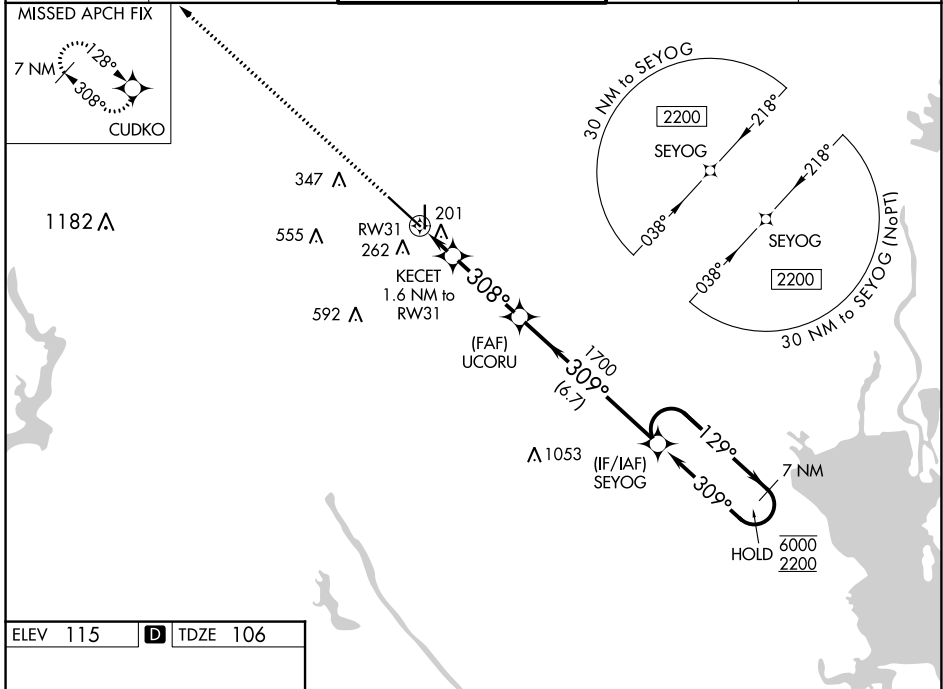 MISSED APCH FIX
7 NM
128°
308°
CUDKO
30 NM to SEYOG
2200
218°
SEYOG
038°
218°
SEYOG
038°
2200
30 NM to SEYOG (NoPT)
347
1182
555
201
RW31
262
KECET
1.6 NM to
RW31
308°
592
(FAF)
UCORU
1700
309°
(6.7)
1053
(IF/IAF)
SEYOG
129°
309°
7 NM
HOLD
6000
2200
ELEV 115 D TDZE 106